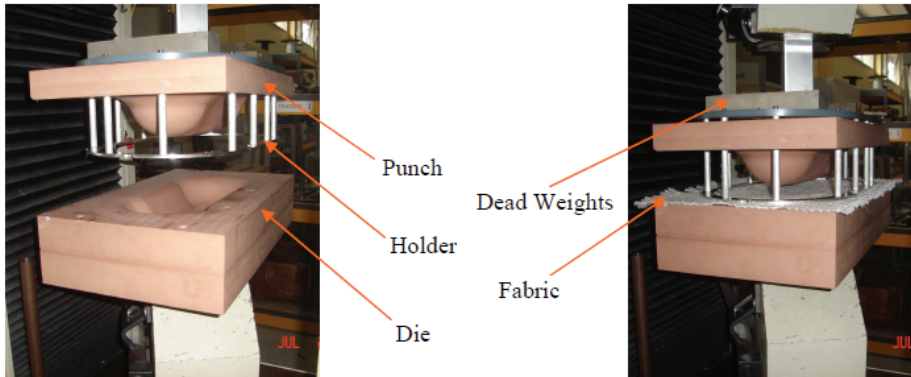 Punch
Dead Weights
Holder
Fabric
Die
JUL
JUL